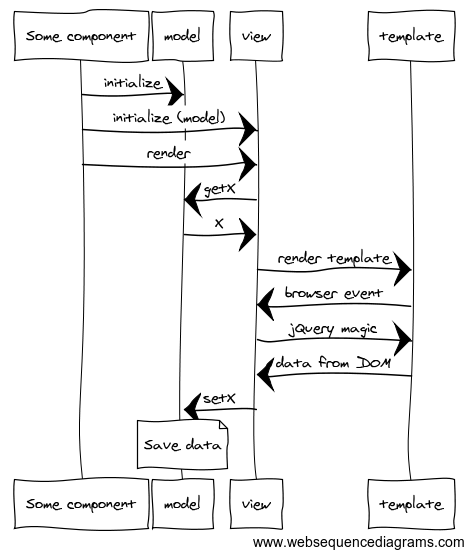 Some component model view template
initialize
initialize (model)
render
getX
X
render template
browser event
jQuery magic
data from DOM
setX
Save data
Some component model view template
www.websequencediagrams.com